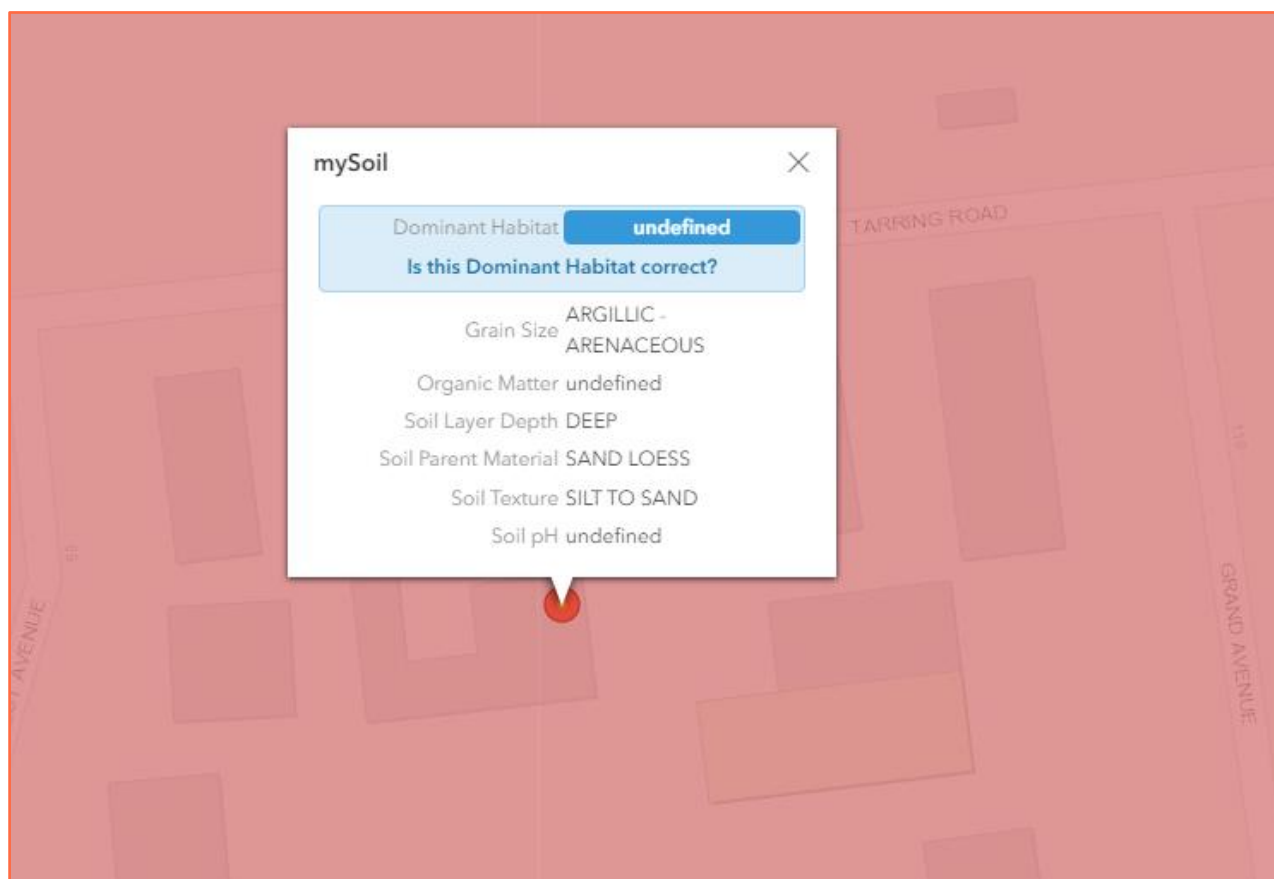 mySoil
Dominant Habitat undefined
Is this Dominant Habitat correct?
Grain Size ARGILLIC -
ARENACEOUS
Organic Matter undefined
Soil Layer Depth DEEP
Soil Parent Material SAND LOESS
Soil Texture SILT TO SAND
Soil pH undefined
TARRING ROAD
GRAND AVENUE
AVENUE